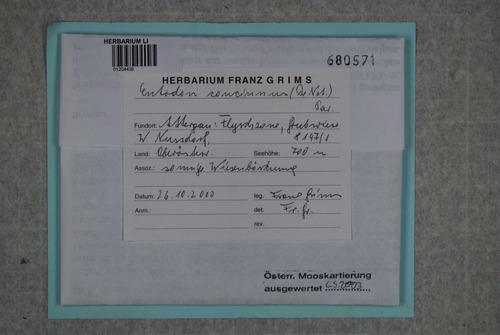 HERBARIUM LI
01204438
680571
HERBARIUM FRANZ GRIMS
Entodon concinnus (De Not.)
Par.
Fundort: Attergau: Flyschzone, Streuwiese
W Nussdorf, 8147/1
Land: Oberösterr. Seehöhe: 700 m
Assoz.: sonnige Wiesenböschung
Datum: 26.10.2000 leg. Franz Grims
Anm.: det. Fr. Gr.
rev.
Österr. Mooskartierung
ausgewertet